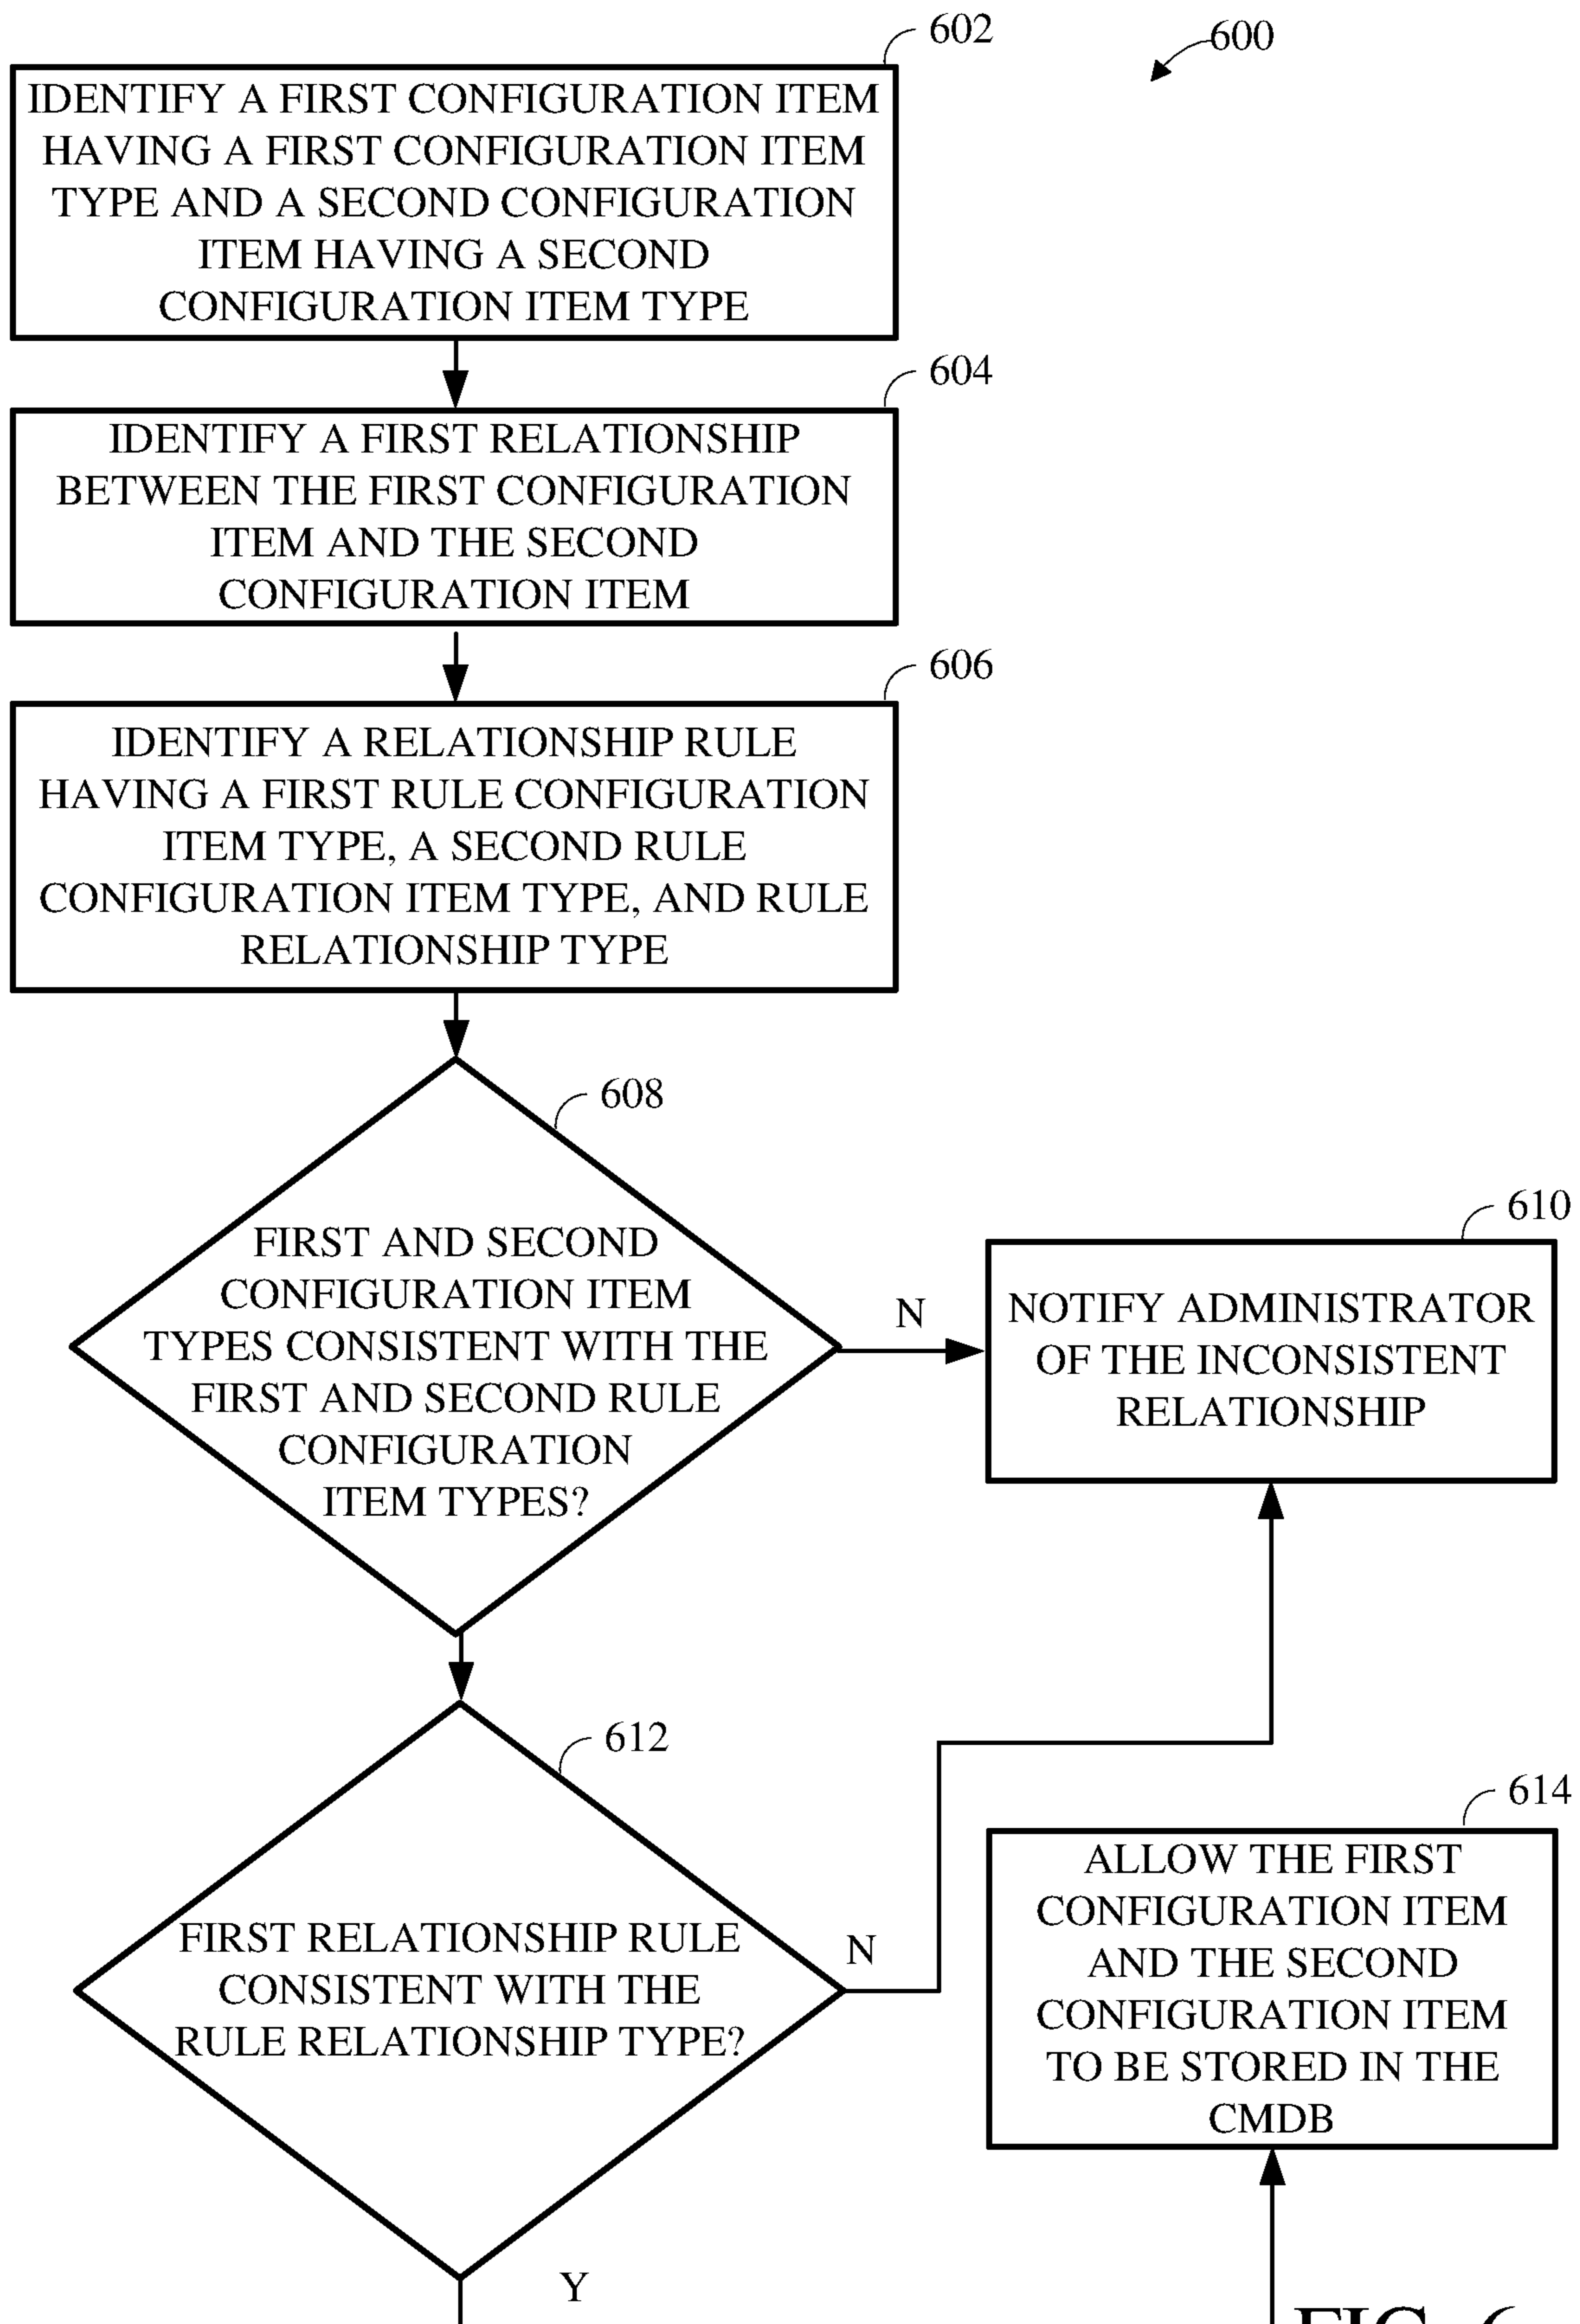 602
600
IDENTIFY A FIRST CONFIGURATION ITEM
HAVING A FIRST CONFIGURATION ITEM
TYPE AND A SECOND CONFIGURATION
ITEM HAVING A SECOND
CONFIGURATION ITEM TYPE
604
IDENTIFY A FIRST RELATIONSHIP
BETWEEN THE FIRST CONFIGURATION
ITEM AND THE SECOND
CONFIGURATION ITEM
606
IDENTIFY A RELATIONSHIP RULE
HAVING A FIRST RULE CONFIGURATION
ITEM TYPE, A SECOND RULE
CONFIGURATION ITEM TYPE, AND RULE
RELATIONSHIP TYPE
608
FIRST AND SECOND
CONFIGURATION ITEM
TYPES CONSISTENT WITH THE
FIRST AND SECOND RULE
CONFIGURATION
ITEM TYPES?
N
610
NOTIFY ADMINISTRATOR
OF THE INCONSISTENT
RELATIONSHIP
612
FIRST RELATIONSHIP RULE
CONSISTENT WITH THE
RULE RELATIONSHIP TYPE?
N
614
ALLOW THE FIRST
CONFIGURATION ITEM
AND THE SECOND
CONFIGURATION ITEM
TO BE STORED IN THE
CMDB
Y